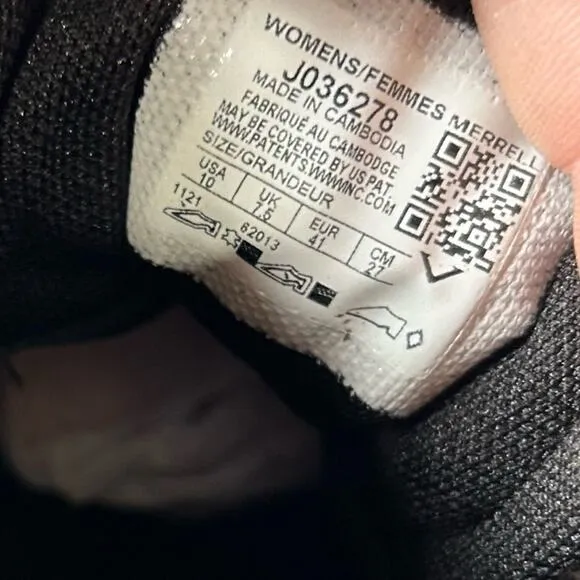 WOMENS/FEMMES MERRELL
J036278
MADE IN CAMBODIA
FABRIQUÉ AU CAMBODGE
MAY BE COVERED BY US PAT.
WWW.PATENTS.WWWINC.COM
SIZE/GRANDEUR
USA UK EUR CM
10 7.5 41 27
1121 62013